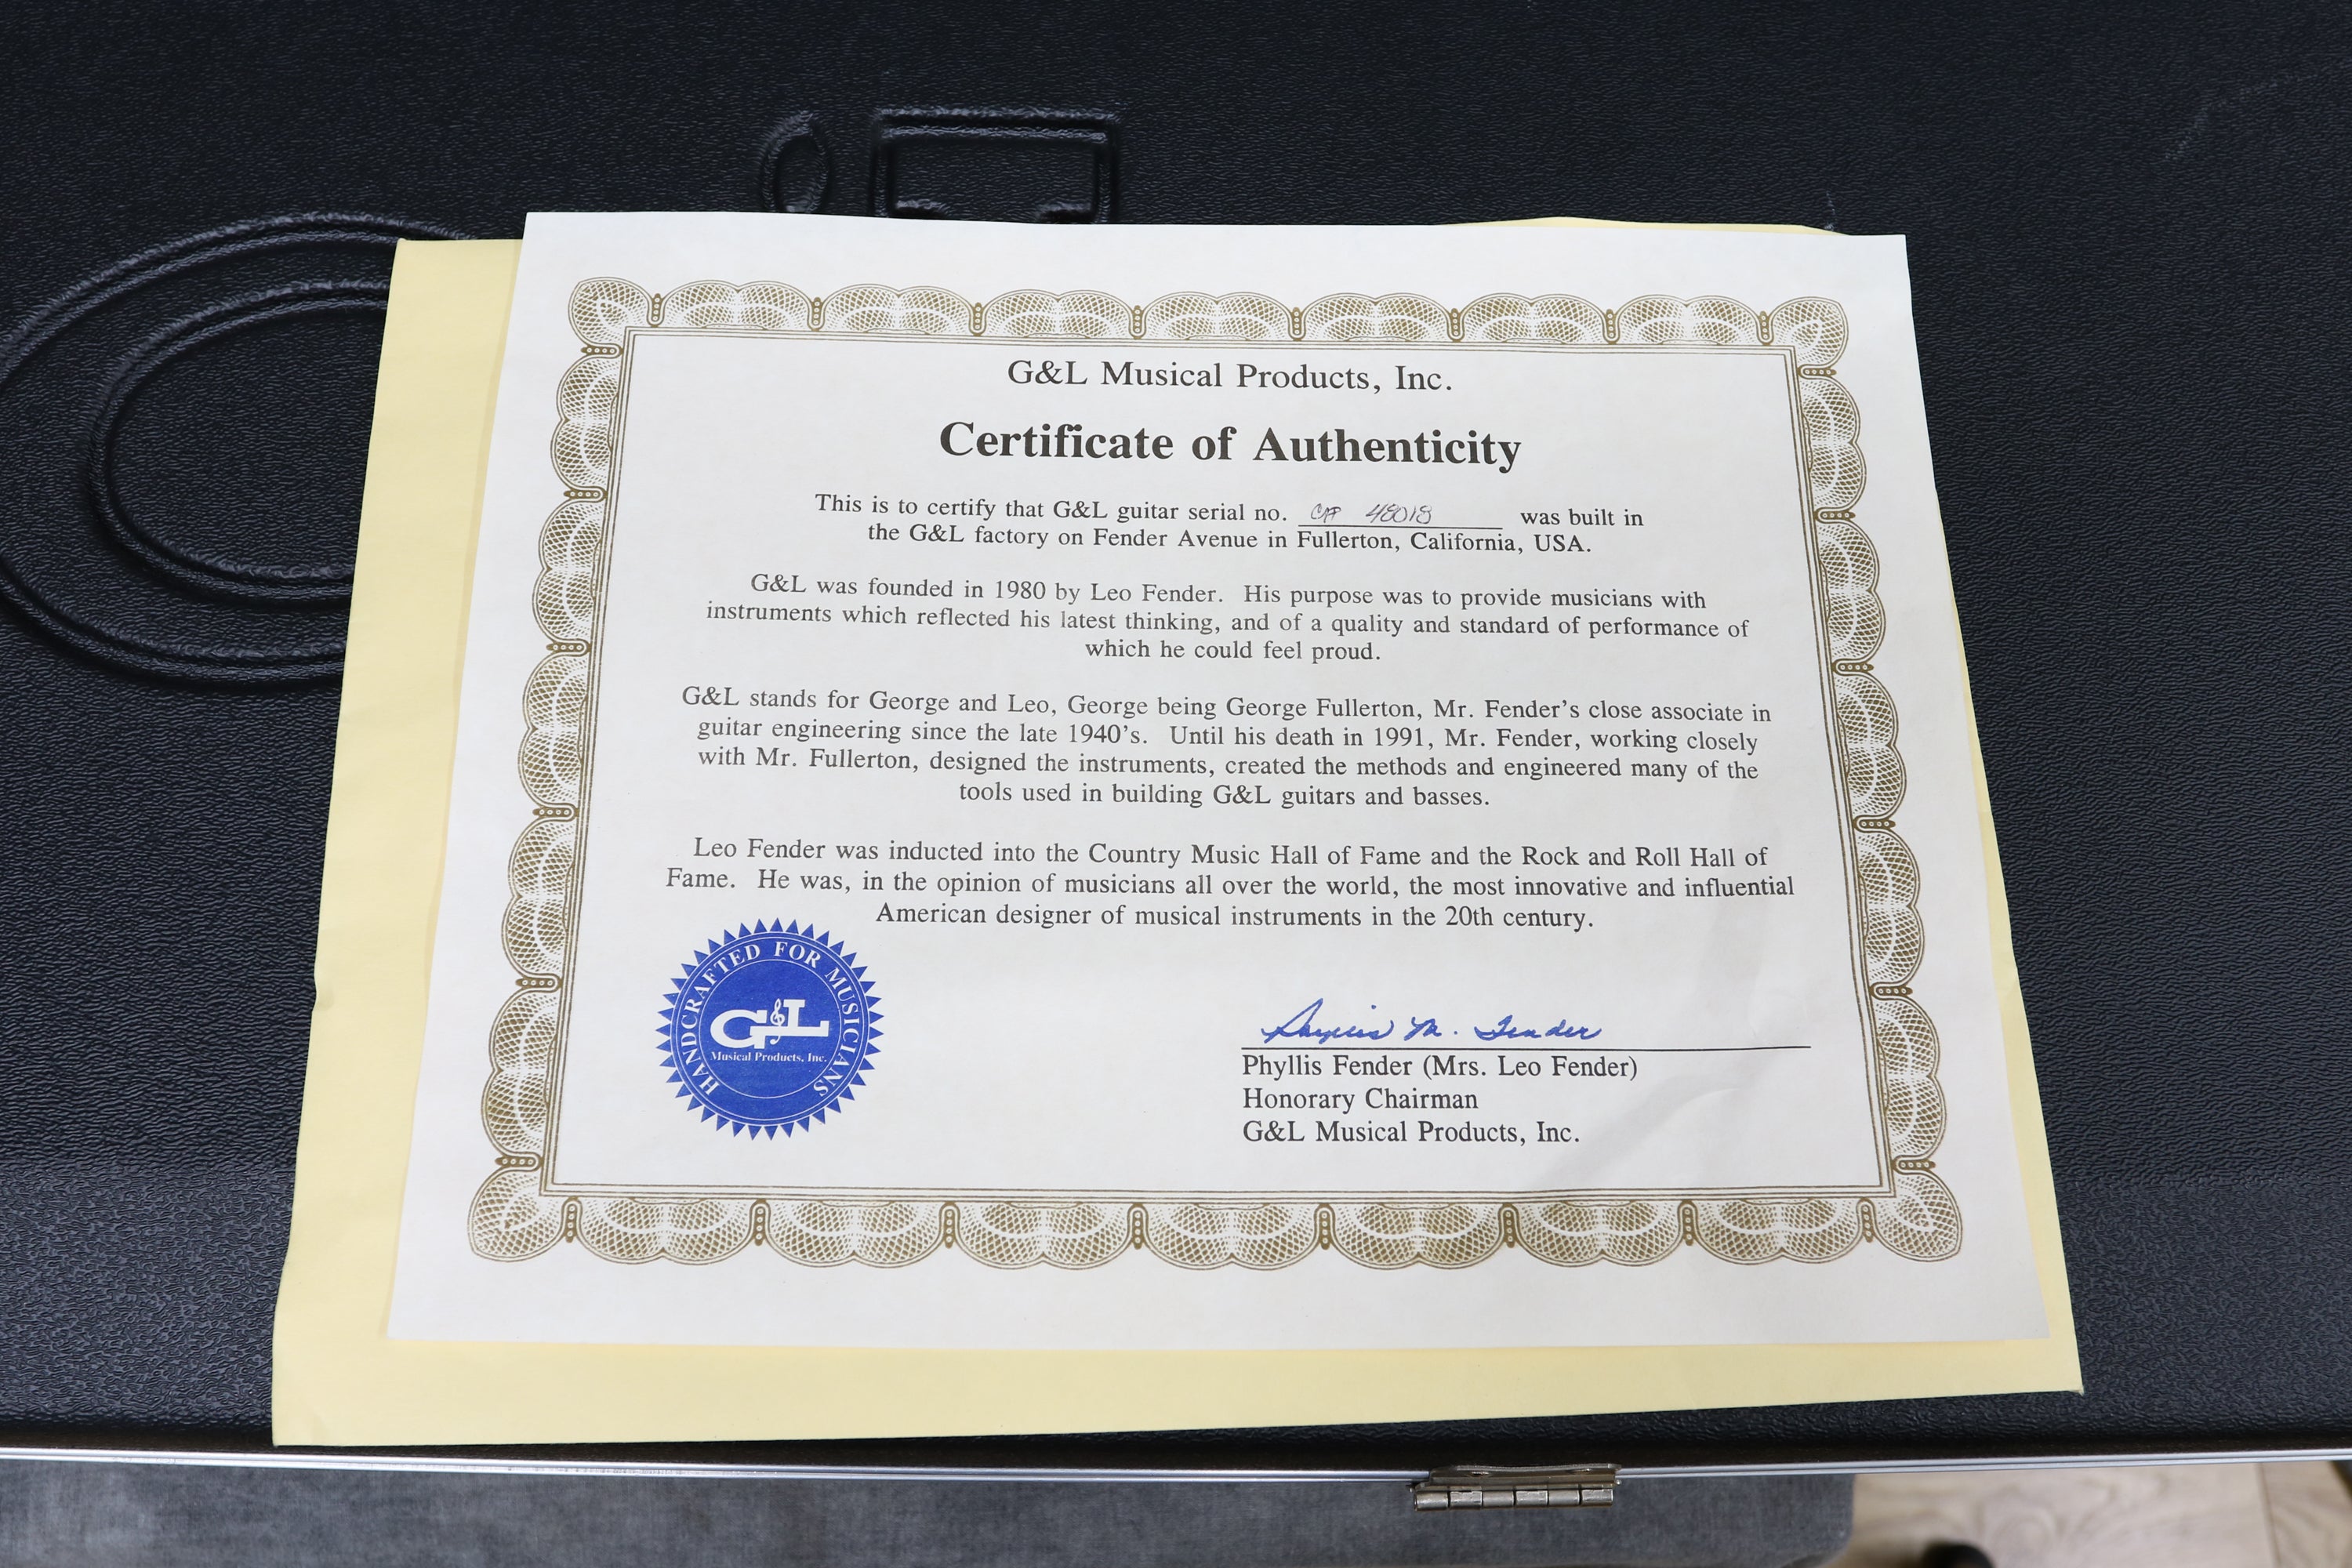 G&L Musical Products, Inc.
Certificate of Authenticity
This is to certify that G&L guitar serial no. 48018 was built in
the G&L factory on Fender Avenue in Fullerton, California, USA.
G&L was founded in 1980 by Leo Fender. His purpose was to provide musicians with
instruments which reflected his latest thinking, and of a quality and standard of performance of
which he could feel proud.
G&L stands for George and Leo, George being George Fullerton, Mr. Fender's close associate in
guitar engineering since the late 1940's. Until his death in 1991, Mr. Fender, working closely
with Mr. Fullerton, designed the instruments, created the methods and engineered many of the
tools used in building G&L guitars and basses.
Leo Fender was inducted into the Country Music Hall of Fame and the Rock and Roll Hall of
Fame. He was, in the opinion of musicians all over the world, the most innovative and influential
American designer of musical instruments in the 20th century.
HANDCRAFTED FOR MUSICIANS
G&L
Musical Products, Inc.
Phyllis M. Fender
Phyllis Fender (Mrs. Leo Fender)
Honorary Chairman
G&L Musical Products, Inc.